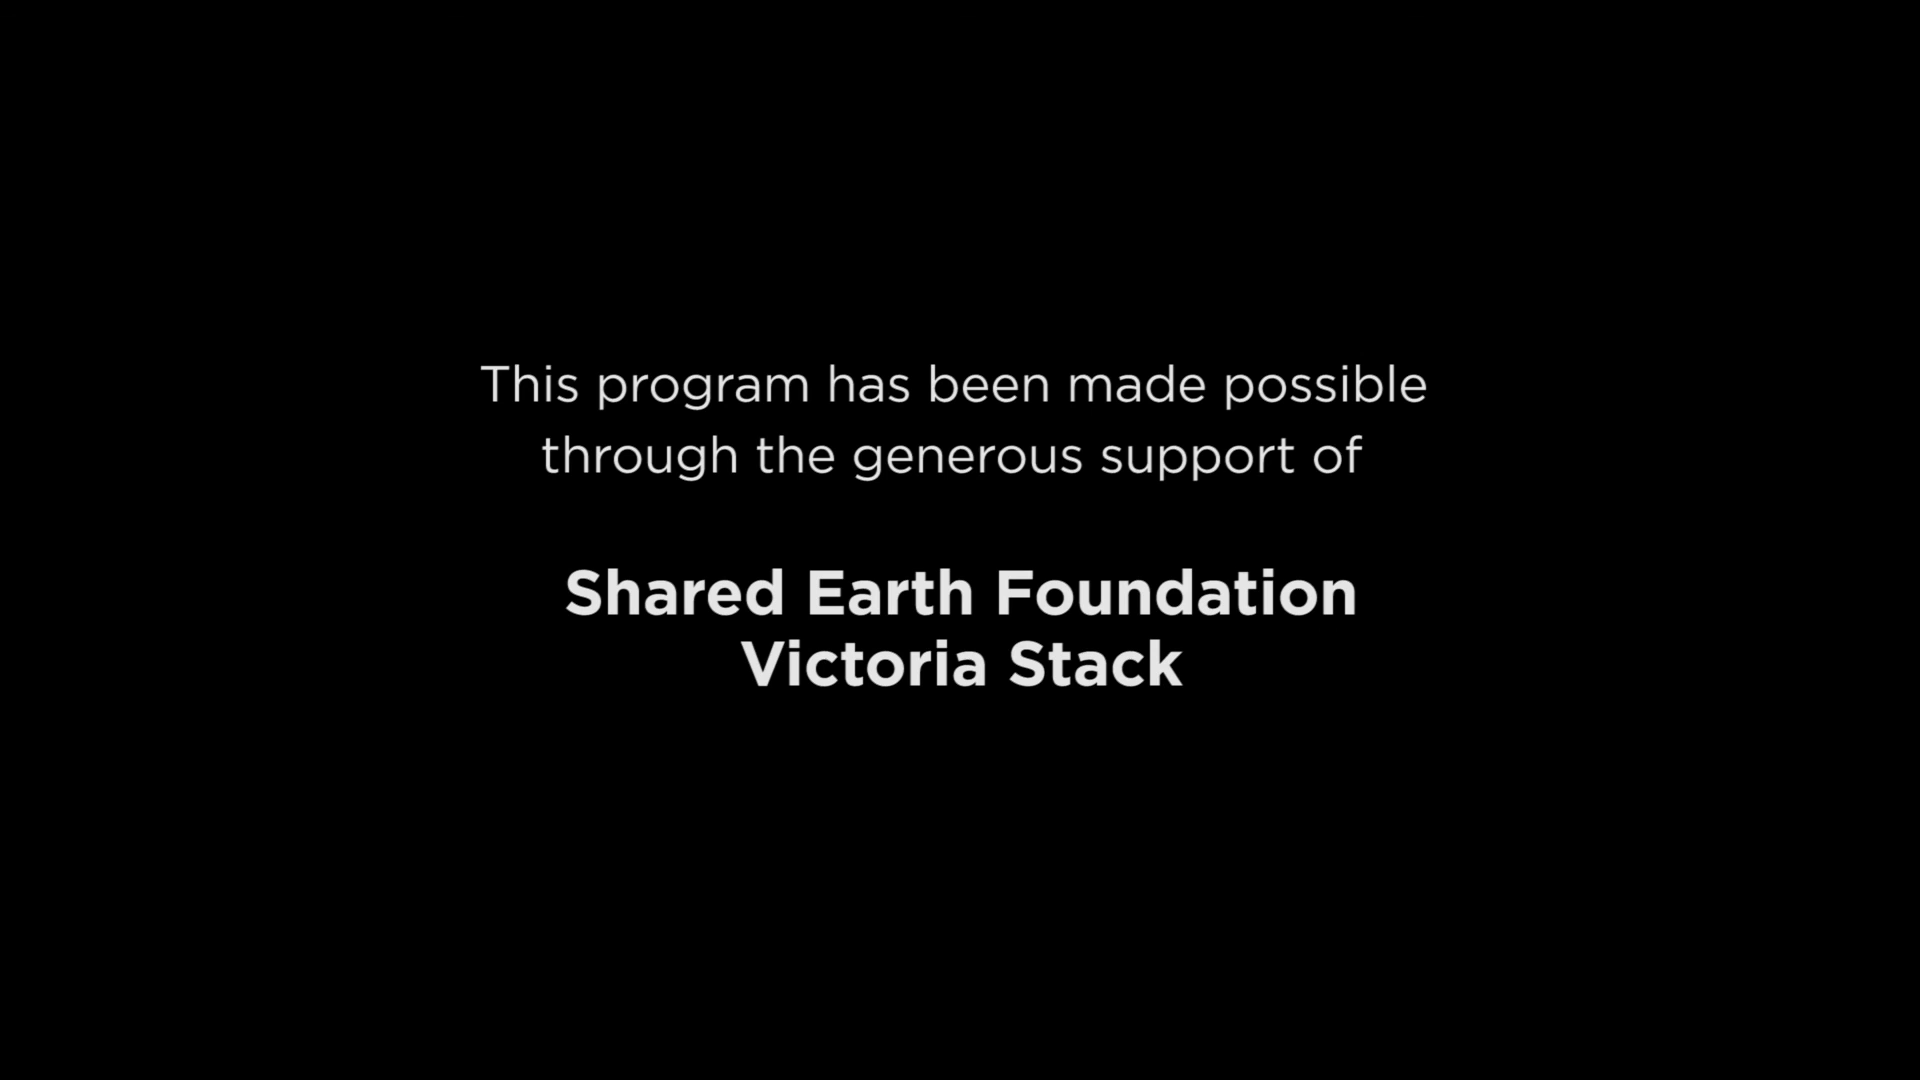 This program has been made possible
through the generous support of
Shared Earth Foundation
Victoria Stack